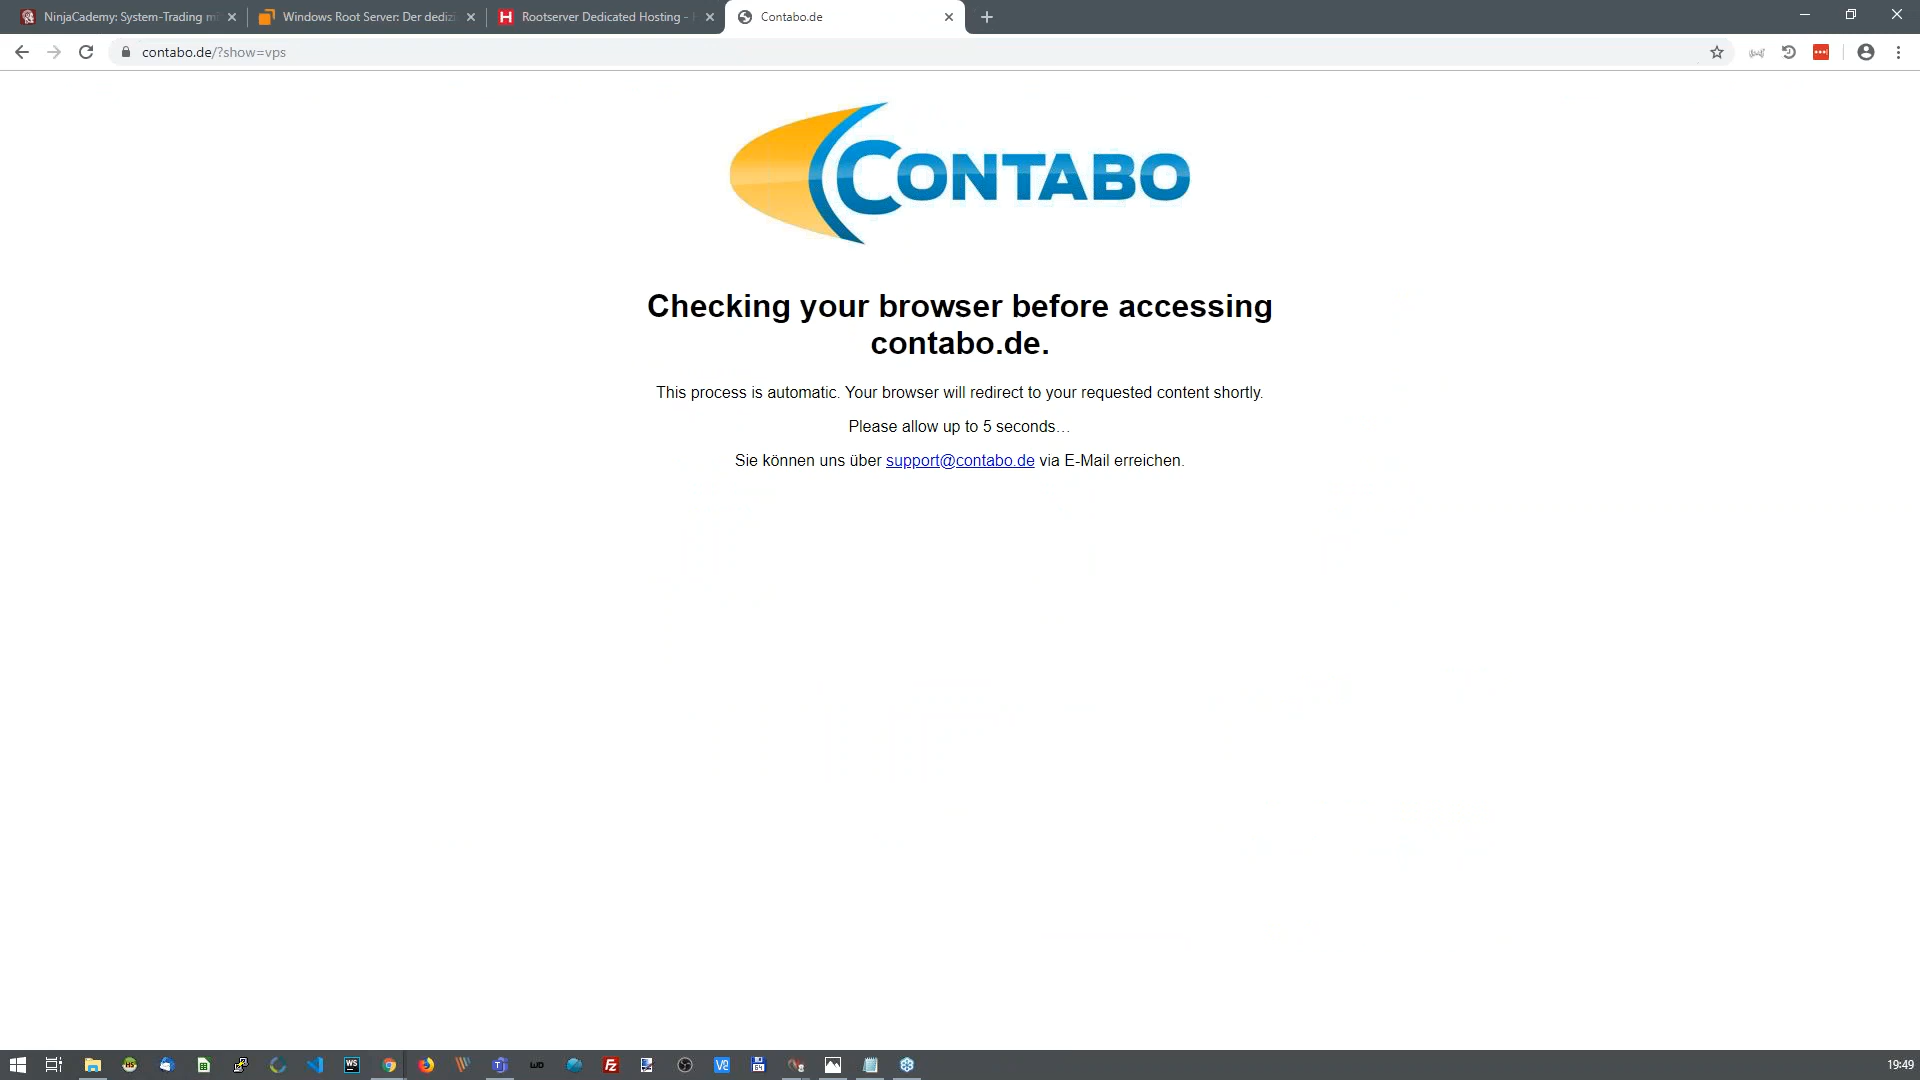 NinjaCademy: System-Trading mi
Windows Root Server: Der dedizi
Rootserver Dedicated Hosting -
Contabo.de
contabo.de/?show=vps
CONTABO
Checking your browser before accessing
contabo.de.
This process is automatic. Your browser will redirect to your requested content shortly.
Please allow up to 5 seconds…
Sie können uns über support@contabo.de via E-Mail erreichen.
19:49